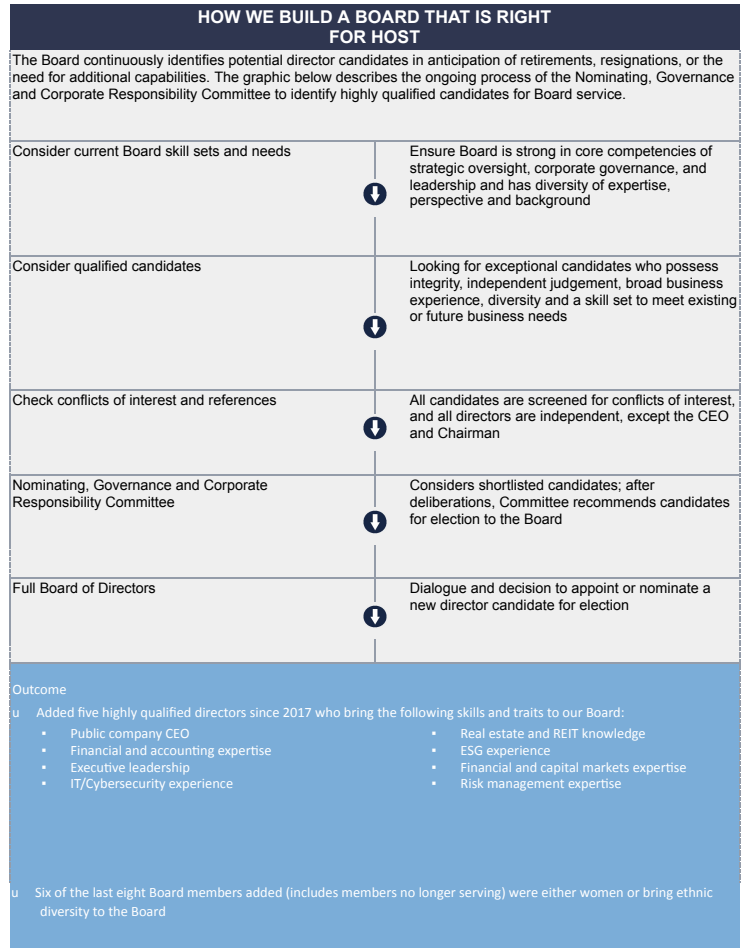 HOW WE BUILD A BOARD THAT IS RIGHT
FOR HOST
The Board continuously identifies potential director candidates in anticipation of retirements, resignations, or the
need for additional capabilities. The graphic below describes the ongoing process of the Nominating, Governance
and Corporate Responsibility Committee to identify highly qualified candidates for Board service.
Consider current Board skill sets and needs
Ensure Board is strong in core competencies of
strategic oversight, corporate governance, and
leadership and has diversity of expertise,
perspective and background
Consider qualified candidates
Looking for exceptional candidates who possess
integrity, independent judgement, broad business
experience, diversity and a skill set to meet existing
or future business needs
Check conflicts of interest and references
All candidates are screened for conflicts of interest,
and all directors are independent, except the CEO
and Chairman
Nominating, Governance and Corporate
Responsibility Committee
Considers shortlisted candidates; after
deliberations, Committee recommends candidates
for election to the Board
Full Board of Directors
Dialogue and decision to appoint or nominate a
new director candidate for election
Outcome
u Added five highly qualified directors since 2017 who bring the following skills and traits to our Board:
▪ Public company CEO
▪ Financial and accounting expertise
▪ Executive leadership
▪ IT/Cybersecurity experience
▪ Real estate and REIT knowledge
▪ ESG experience
▪ Financial and capital markets expertise
▪ Risk management expertise
u Six of the last eight Board members added (includes members no longer serving) were either women or bring ethnic
diversity to the Board